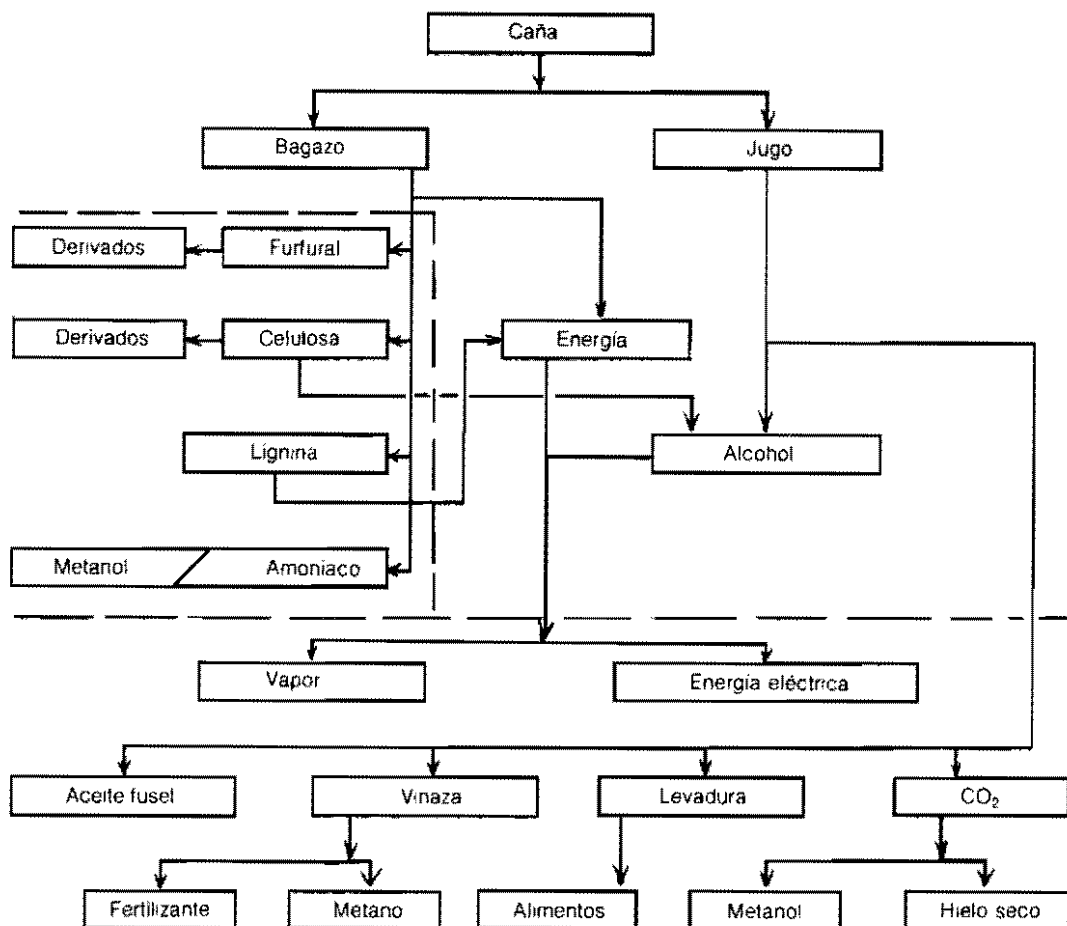 Caña
Bagazo
Jugo
Derivados
Furfural
Derivados
Celulosa
Energía
Lignina
Alcohol
Metanol
Amoniaco
Vapor
Energía eléctrica
Aceite fusel
Vinaza
Levadura
CO₂
Fertilizante
Metano
Alimentos
Metanol
Hielo seco